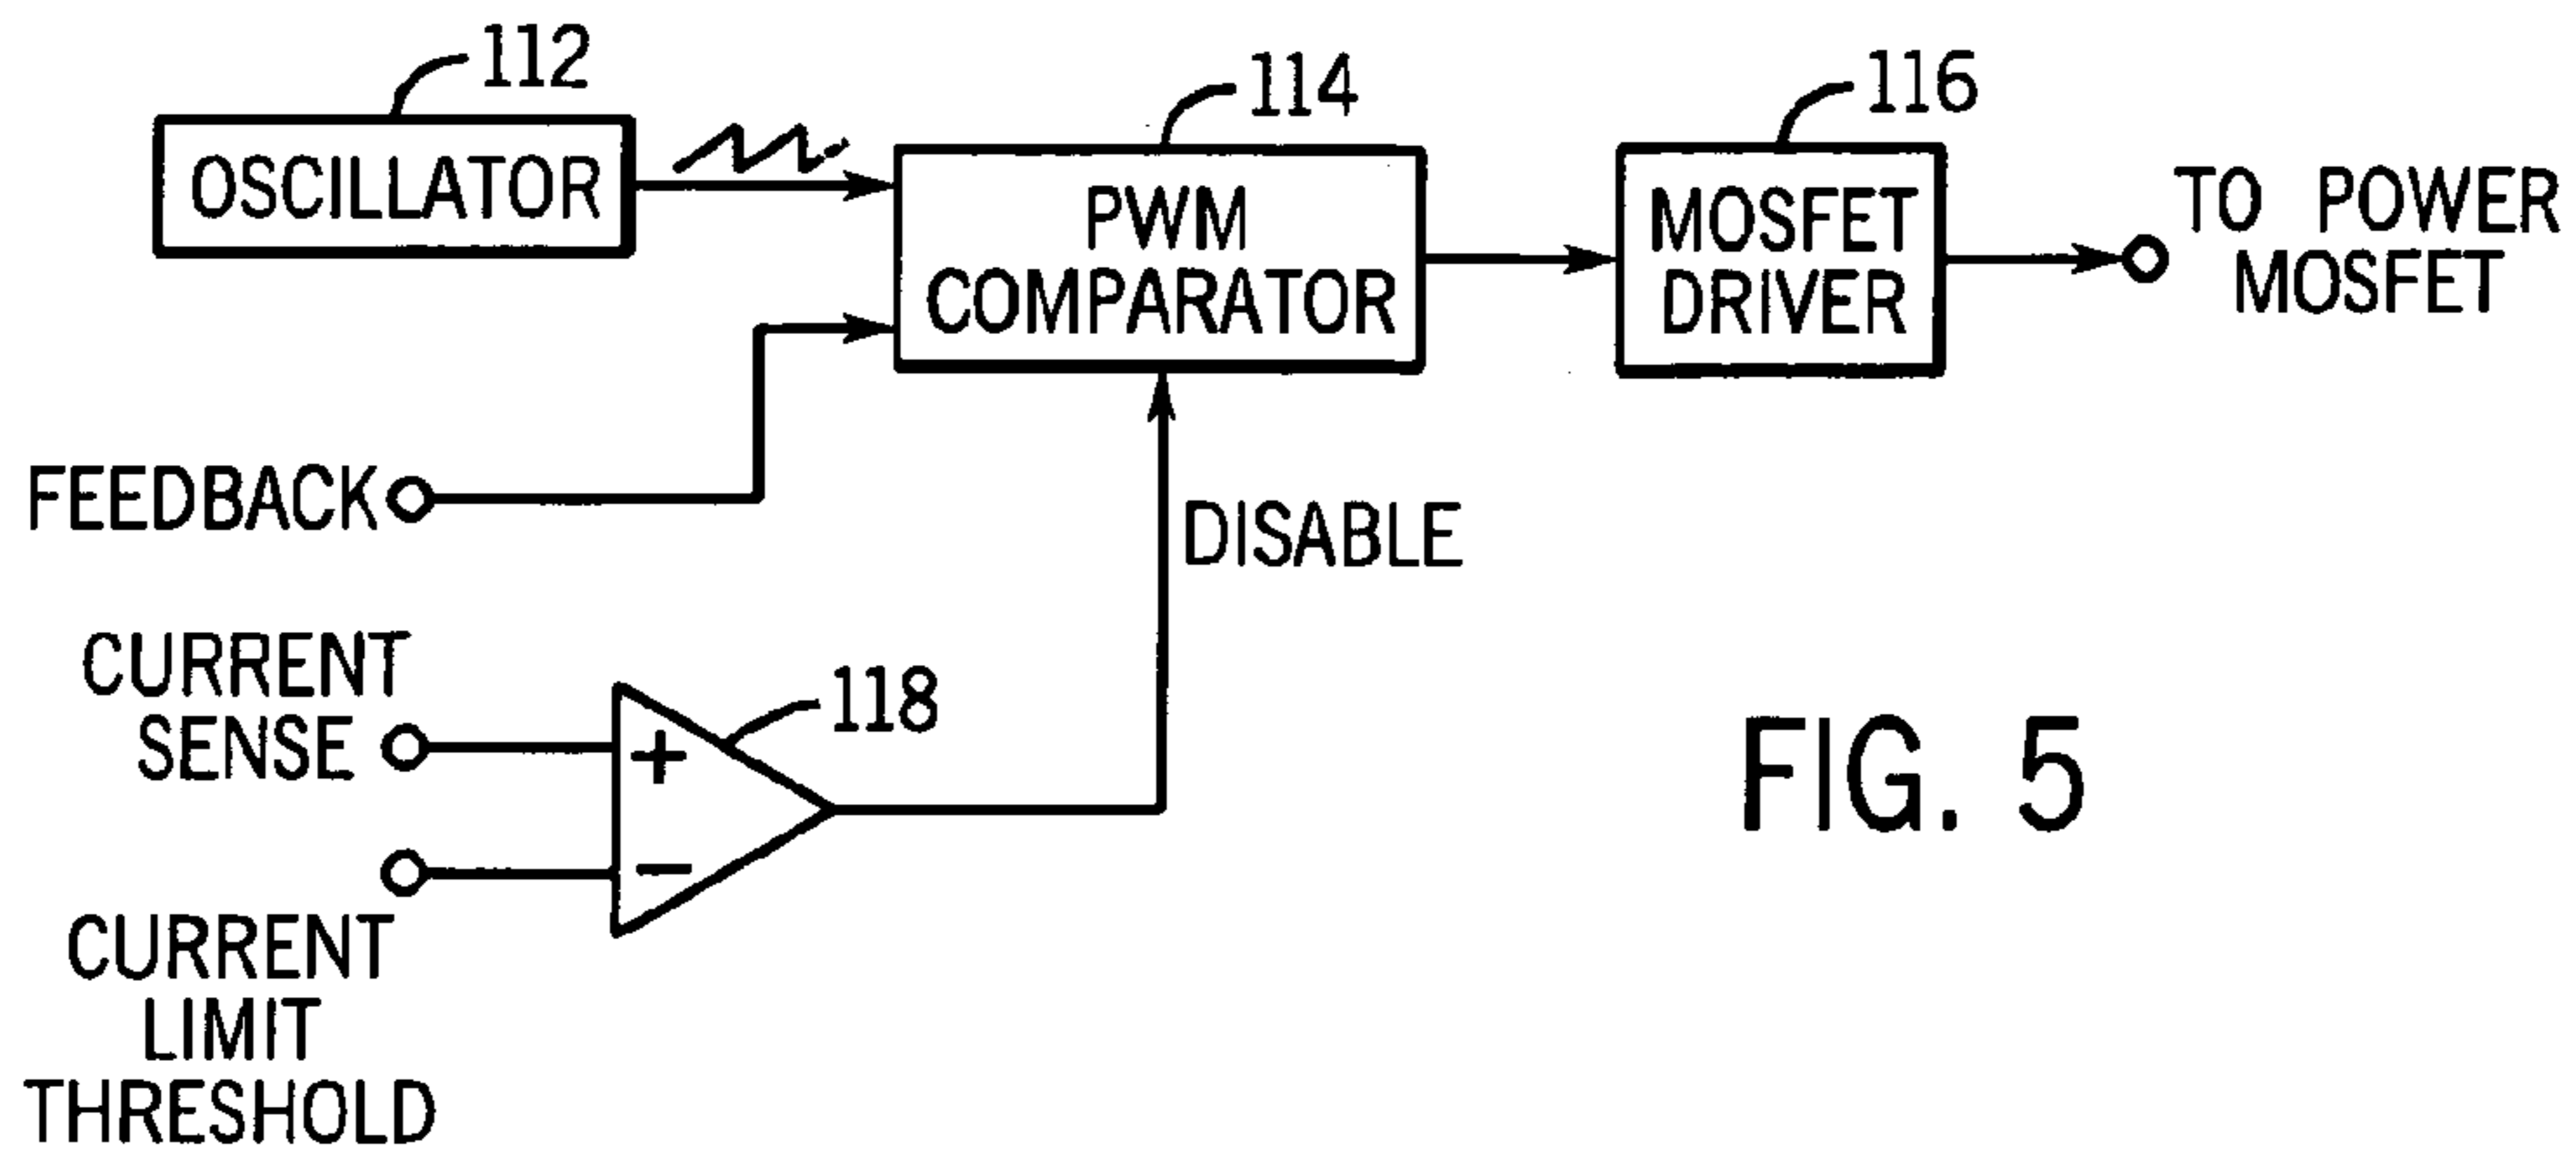 112
114
116
OSCILLATOR
PWM
COMPARATOR
MOSFET
DRIVER
TO POWER
MOSFET
FEEDBACK
DISABLE
CURRENT
SENSE
118
+
−
CURRENT
LIMIT
THRESHOLD
FIG. 5